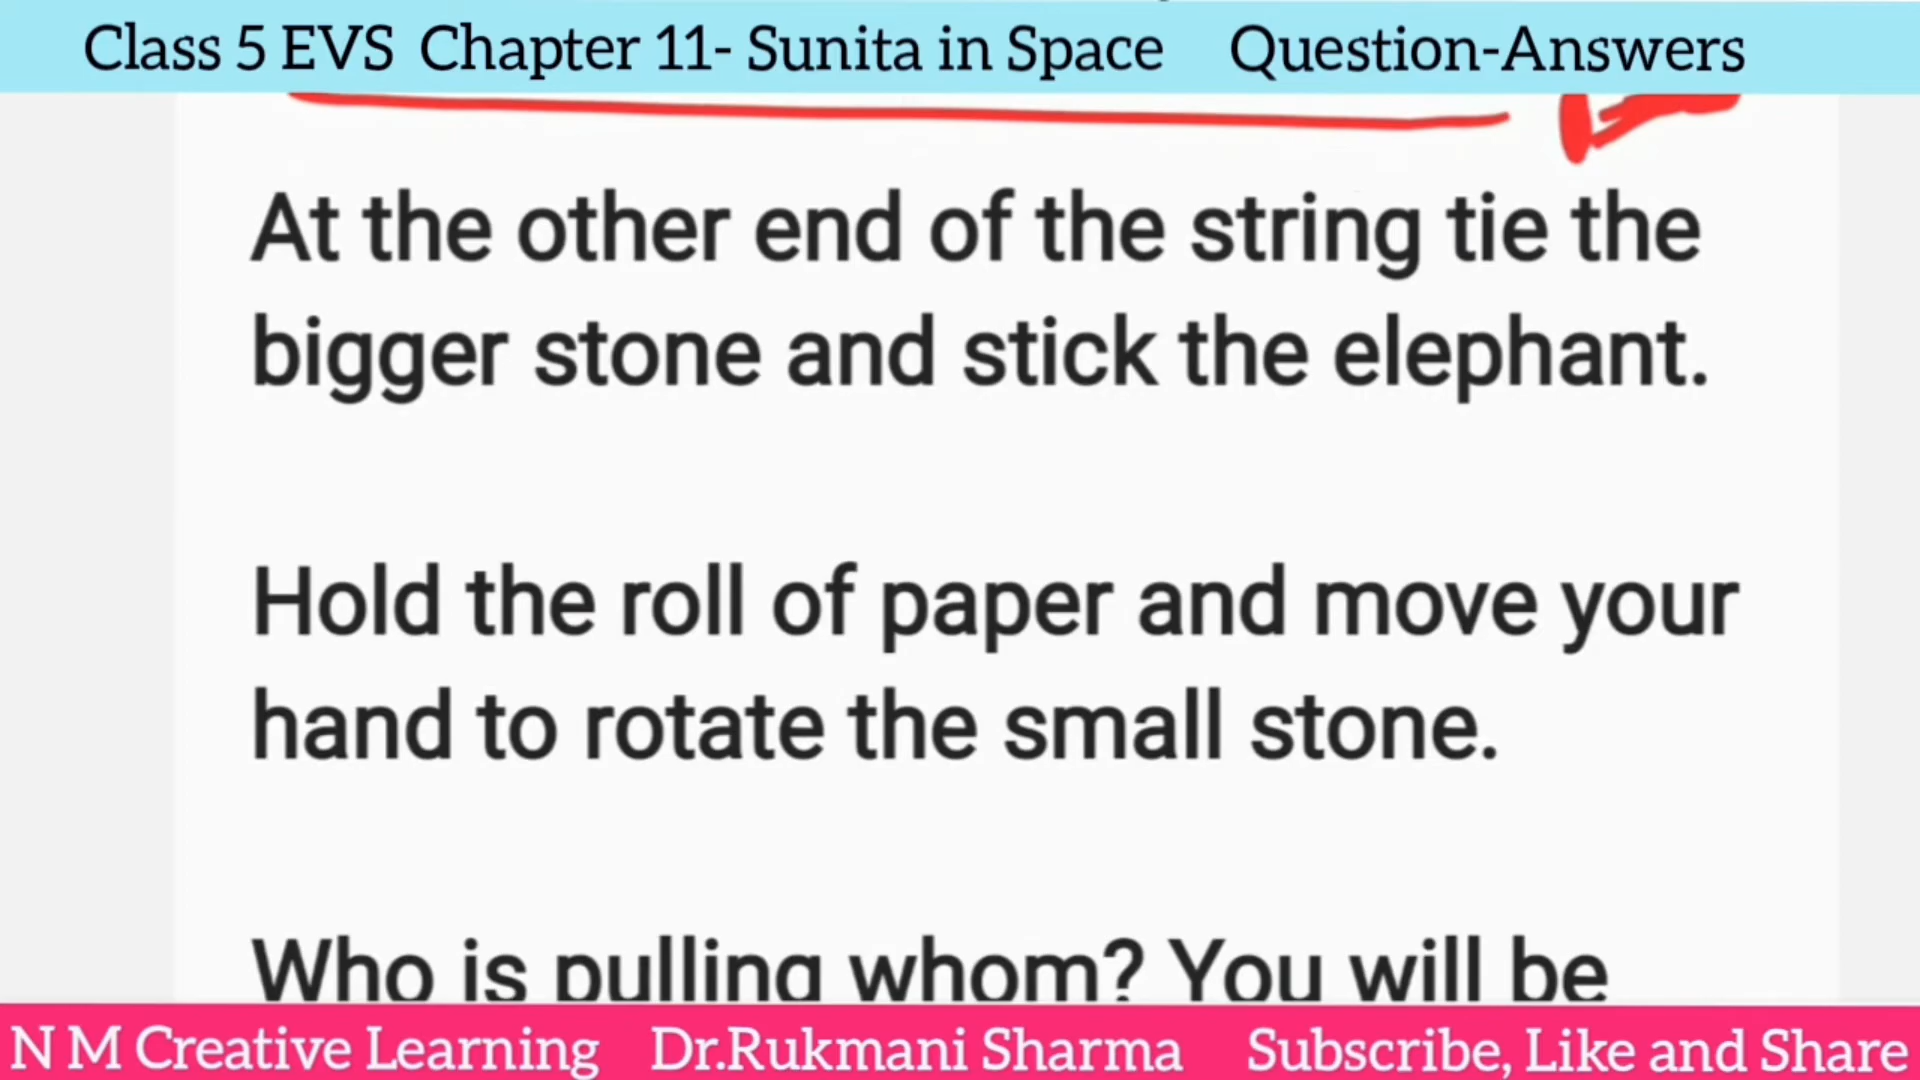 Class 5 EVS Chapter 11- Sunita in Space Question-Answers
At the other end of the string tie the
bigger stone and stick the elephant.
Hold the roll of paper and move your
hand to rotate the small stone.
Who is pulling whom? You will be
N M Creative Learning Dr.Rukmani Sharma Subscribe, Like and Share